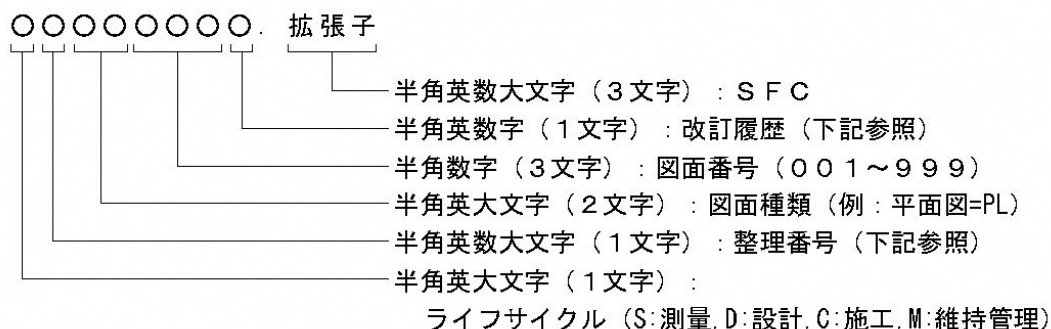 ○○○○○○○○. 拡張子
半角英数大文字（3文字）：ＳＦＣ
半角英数字（1文字）：改訂履歴（下記参照）
半角数字（3文字）：図面番号（００１～９９９）
半角英大文字（2文字）：図面種類（例：平面図=PL）
半角英数大文字（1文字）：整理番号（下記参照）
半角英大文字（1文字）：
ライフサイクル（S:測量,D:設計,C:施工,M:維持管理）